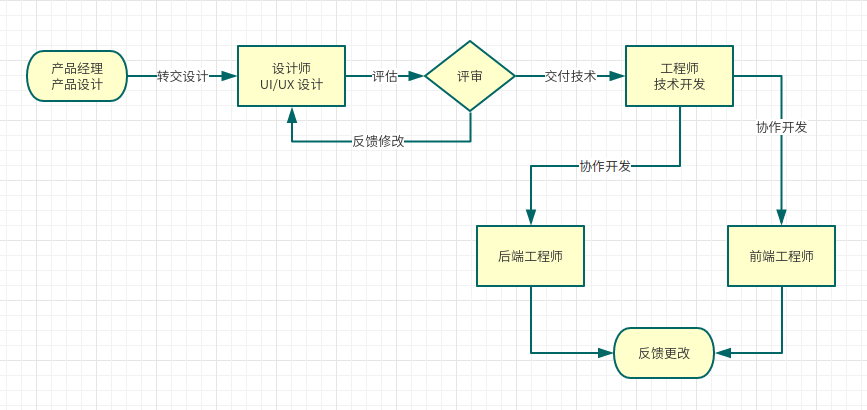 产品经理
产品设计
转交设计
设计师
UI/UX 设计
评估
评审
交付技术
工程师
技术开发
反馈修改
协作开发
协作开发
后端工程师
前端工程师
反馈更改